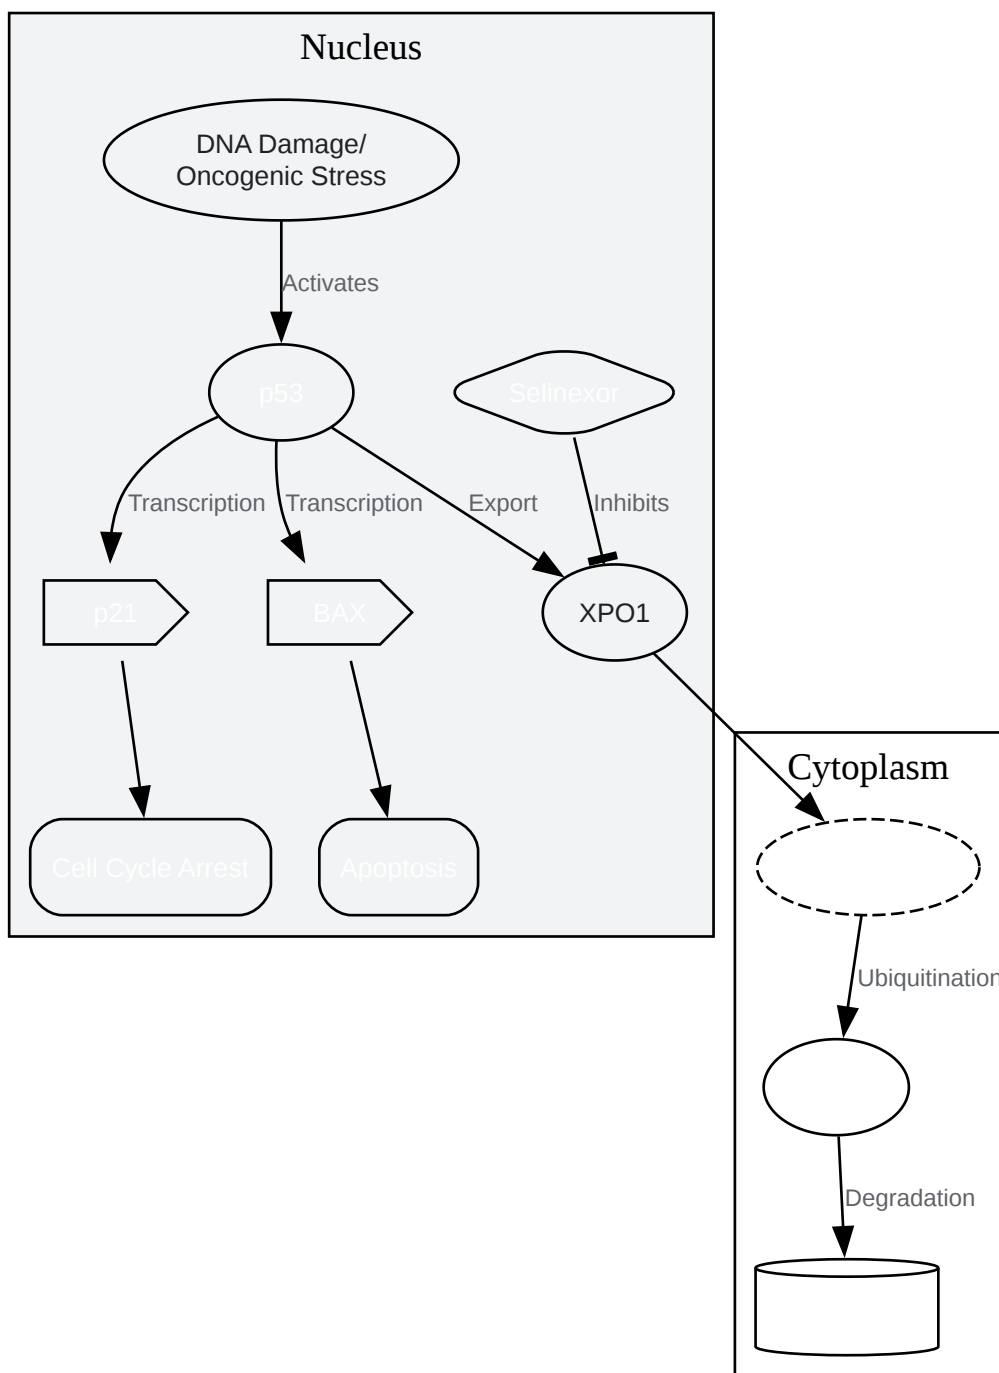 Nucleus
DNA Damage/
Oncogenic Stress
Activates
p53
Selinexor
Transcription
Transcription
Export
Inhibits
p21
BAX
XPO1
Cytoplasm
Cell Cycle Arrest
Apoptosis
Ubiquitination
Degradation